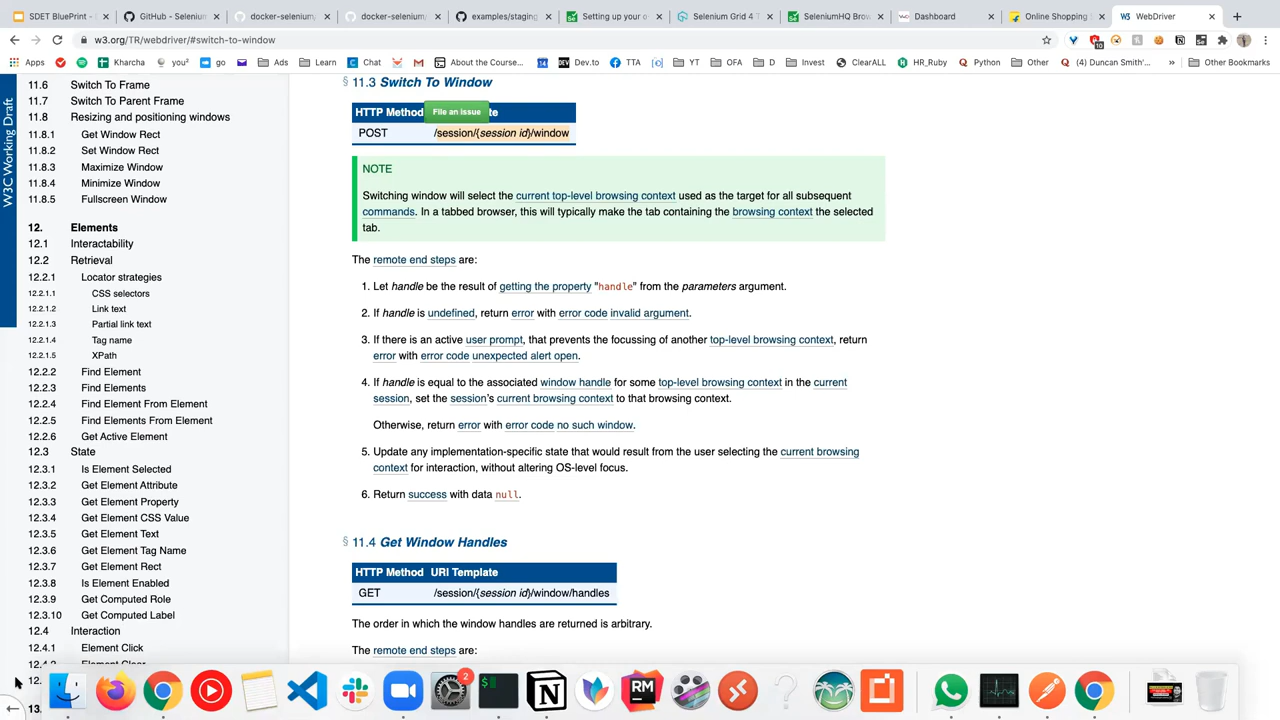 SDET BluePrint -
GitHub - Seleniun
docker-selenium/
docker-selenium/
examples/staging
Setting up your o
Selenium Grid 4 T
SeleniumHQ Brow
Dashboard
Online Shopping
WebDriver
w3.org/TR/webdriver/#switch-to-window
10
Apps
Kharcha
you
go
Ads
Learn
Chat
About the Course...
Dev.to
TTA
YT
OFA
D
Invest
ClearALL
HR_Ruby
Python
Other
(4) Duncan Smith'...
»
Other Bookmarks
W3C Working Draft
11.6 Switch To Frame
11.7 Switch To Parent Frame
11.8 Resizing and positioning windows
11.8.1 Get Window Rect
11.8.2 Set Window Rect
11.8.3 Maximize Window
11.8.4 Minimize Window
11.8.5 Fullscreen Window
12. Elements
12.1 Interactability
12.2 Retrieval
12.2.1 Locator strategies
12.2.1.1 CSS selectors
12.2.1.2 Link text
12.2.1.3 Partial link text
12.2.1.4 Tag name
12.2.1.5 XPath
12.2.2 Find Element
12.2.3 Find Elements
12.2.4 Find Element From Element
12.2.5 Find Elements From Element
12.2.6 Get Active Element
12.3 State
12.3.1 Is Element Selected
12.3.2 Get Element Attribute
12.3.3 Get Element Property
12.3.4 Get Element CSS Value
12.3.5 Get Element Text
12.3.6 Get Element Tag Name
12.3.7 Get Element Rect
12.3.8 Is Element Enabled
12.3.9 Get Computed Role
12.3.10 Get Computed Label
12.4 Interaction
12.4.1 Element Click
12.4.2 Element Clear
12.
13.
§ 11.3 Switch To Window
HTTP Method
File an issue
POST /session/{session id}/window
NOTE
Switching window will select the current top-level browsing context used as the target for all subsequent
commands. In a tabbed browser, this will typically make the tab containing the browsing context the selected
tab.
The remote end steps are:
1. Let handle be the result of getting the property "handle" from the parameters argument.
2. If handle is undefined, return error with error code invalid argument.
3. If there is an active user prompt, that prevents the focussing of another top-level browsing context, return
error with error code unexpected alert open.
4. If handle is equal to the associated window handle for some top-level browsing context in the current
session, set the session's current browsing context to that browsing context.
Otherwise, return error with error code no such window.
5. Update any implementation-specific state that would result from the user selecting the current browsing
context for interaction, without altering OS-level focus.
6. Return success with data null.
§ 11.4 Get Window Handles
HTTP Method URI Template
GET /session/{session id}/window/handles
The order in which the window handles are returned is arbitrary.
The remote end steps are:
2
RM